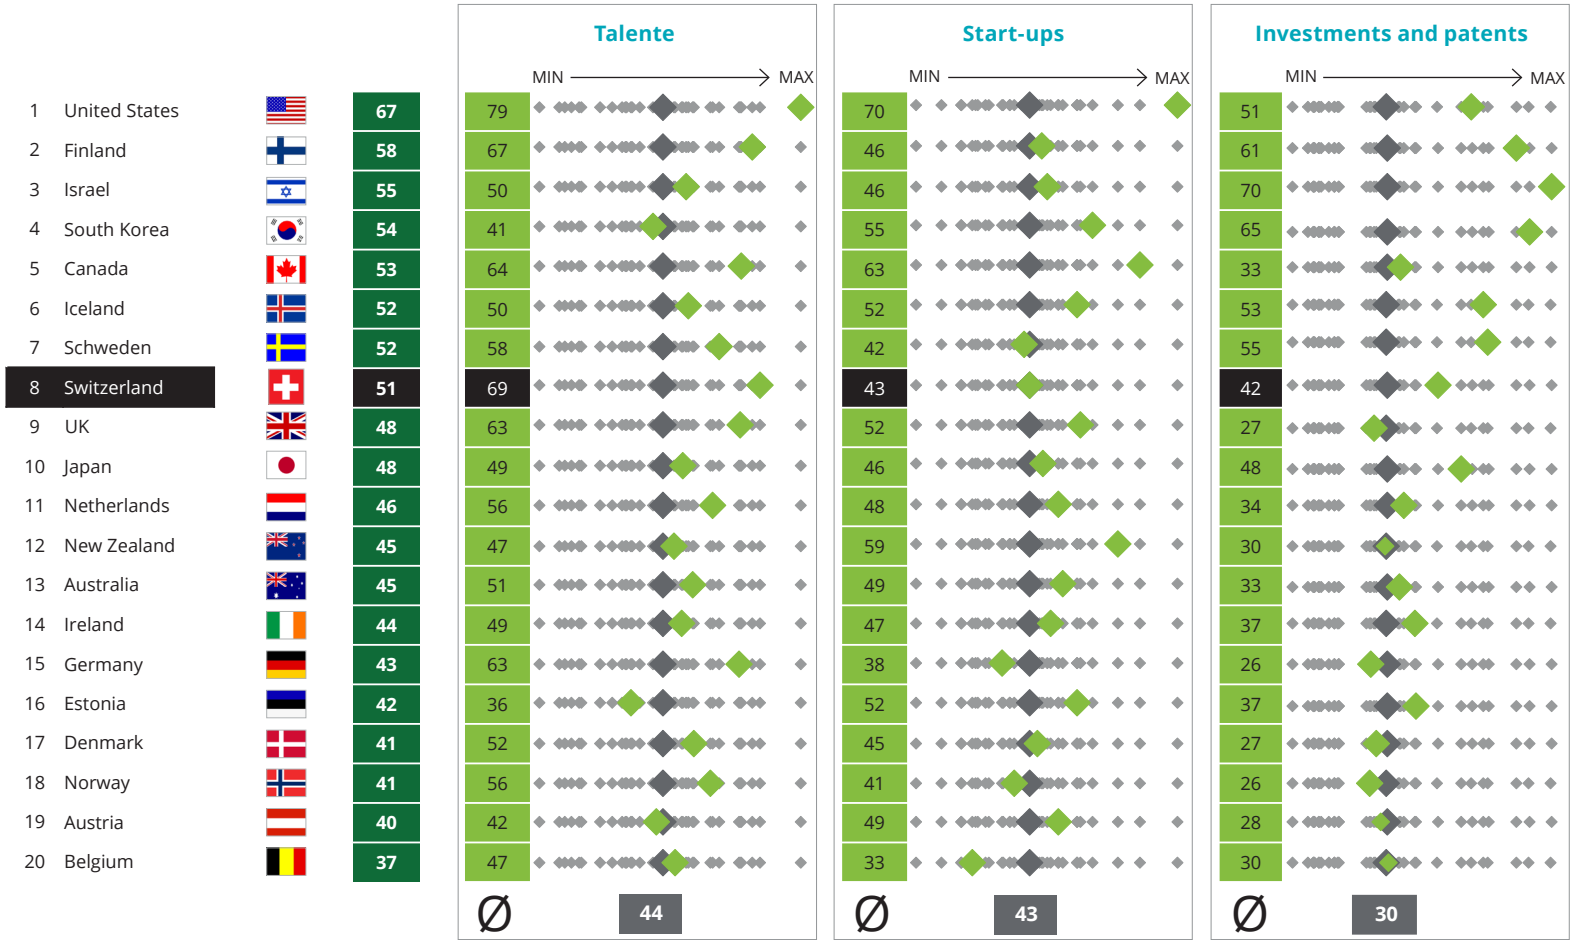 Talente Start-ups Investments and patents
MIN MAX MIN MAX MIN MAX
1 United States 67 79 70 51
2 Finland 58 67 46 61
3 Israel 55 50 46 70
4 South Korea 54 41 55 65
5 Canada 53 64 63 33
6 Iceland 52 50 52 53
7 Schweden 52 58 42 55
8 Switzerland 51 69 43 42
9 UK 48 63 52 27
10 Japan 48 49 46 48
11 Netherlands 46 56 48 34
12 New Zealand 45 47 59 30
13 Australia 45 51 49 33
14 Ireland 44 49 47 37
15 Germany 43 63 38 26
16 Estonia 42 36 52 37
17 Denmark 41 52 45 27
18 Norway 41 56 41 26
19 Austria 40 42 49 28
20 Belgium 37 47 33 30
Ø 44 Ø 43 Ø 30